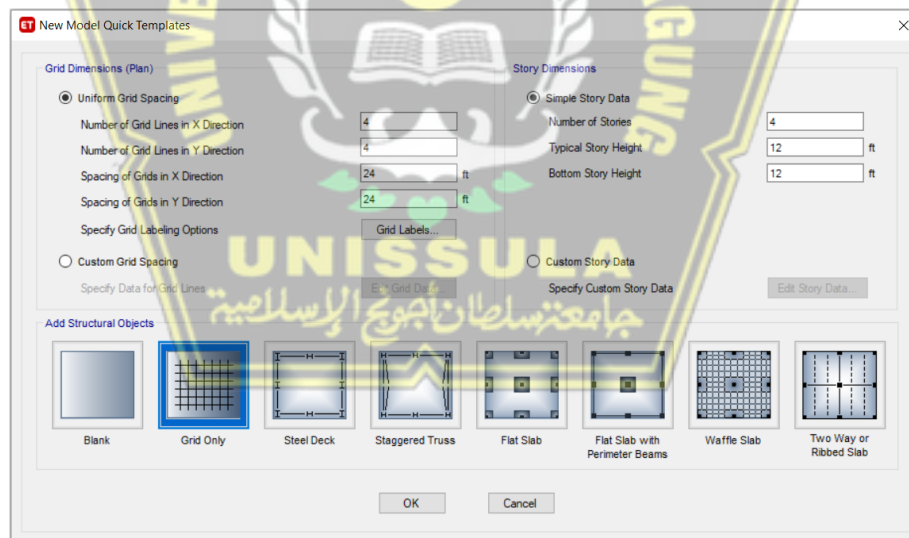 ET New Model Quick Templates
Grid Dimensions (Plan)
Uniform Grid Spacing
Number of Grid Lines in X Direction 4
Number of Grid Lines in Y Direction 4
Spacing of Grids in X Direction 24 ft
Spacing of Grids in Y Direction 24 ft
Specify Grid Labeling Options Grid Labels...
Custom Grid Spacing
Specify Data for Grid Lines Edit Grid Data...
Story Dimensions
Simple Story Data
Number of Stories 4
Typical Story Height 12 ft
Bottom Story Height 12 ft
Custom Story Data
Specify Custom Story Data Edit Story Data...
UNISSULA
جامعتنسلطان أجونج الإسلامية
Add Structural Objects
Blank
Grid Only
Steel Deck
Staggered Truss
Flat Slab
Flat Slab with
Perimeter Beams
Waffle Slab
Two Way or
Ribbed Slab
OK
Cancel